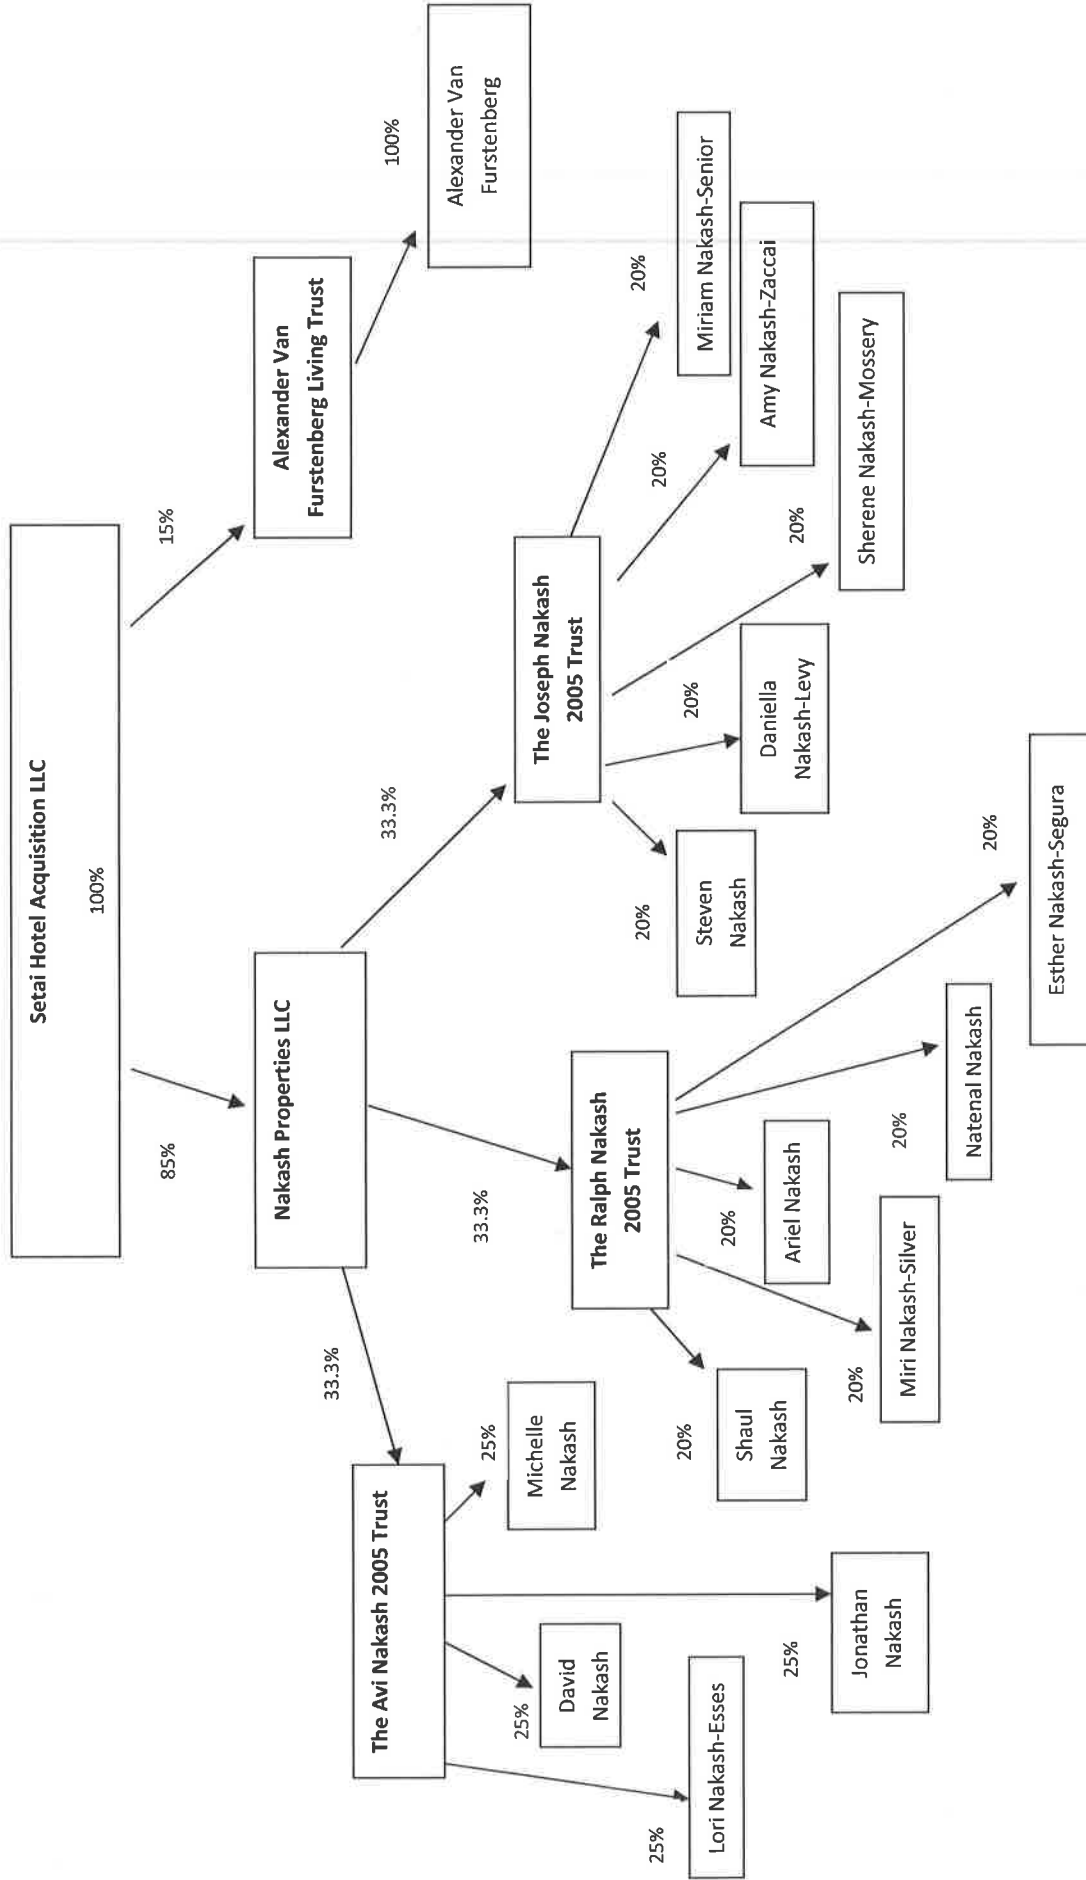 Setai Hotel Acquisition LLC
100%
85%
15%
Nakash Properties LLC
Alexander Van
Furstenberg Living Trust
33.3%
33.3%
33.3%
100%
Alexander Van
Furstenberg
The Avi Nakash 2005 Trust
The Ralph Nakash
2005 Trust
The Joseph Nakash
2005 Trust
25%
Lori Nakash-Esses
25%
David
Nakash
25%
Jonathan
Nakash
25%
Michelle
Nakash
20%
Shaul
Nakash
20%
Miri Nakash-Silver
20%
Ariel Nakash
20%
Natenal Nakash
20%
Esther Nakash-Segura
20%
Steven
Nakash
20%
Daniella
Nakash-Levy
20%
Sherene Nakash-Mossery
20%
Amy Nakash-Zaccai
20%
Miriam Nakash-Senior